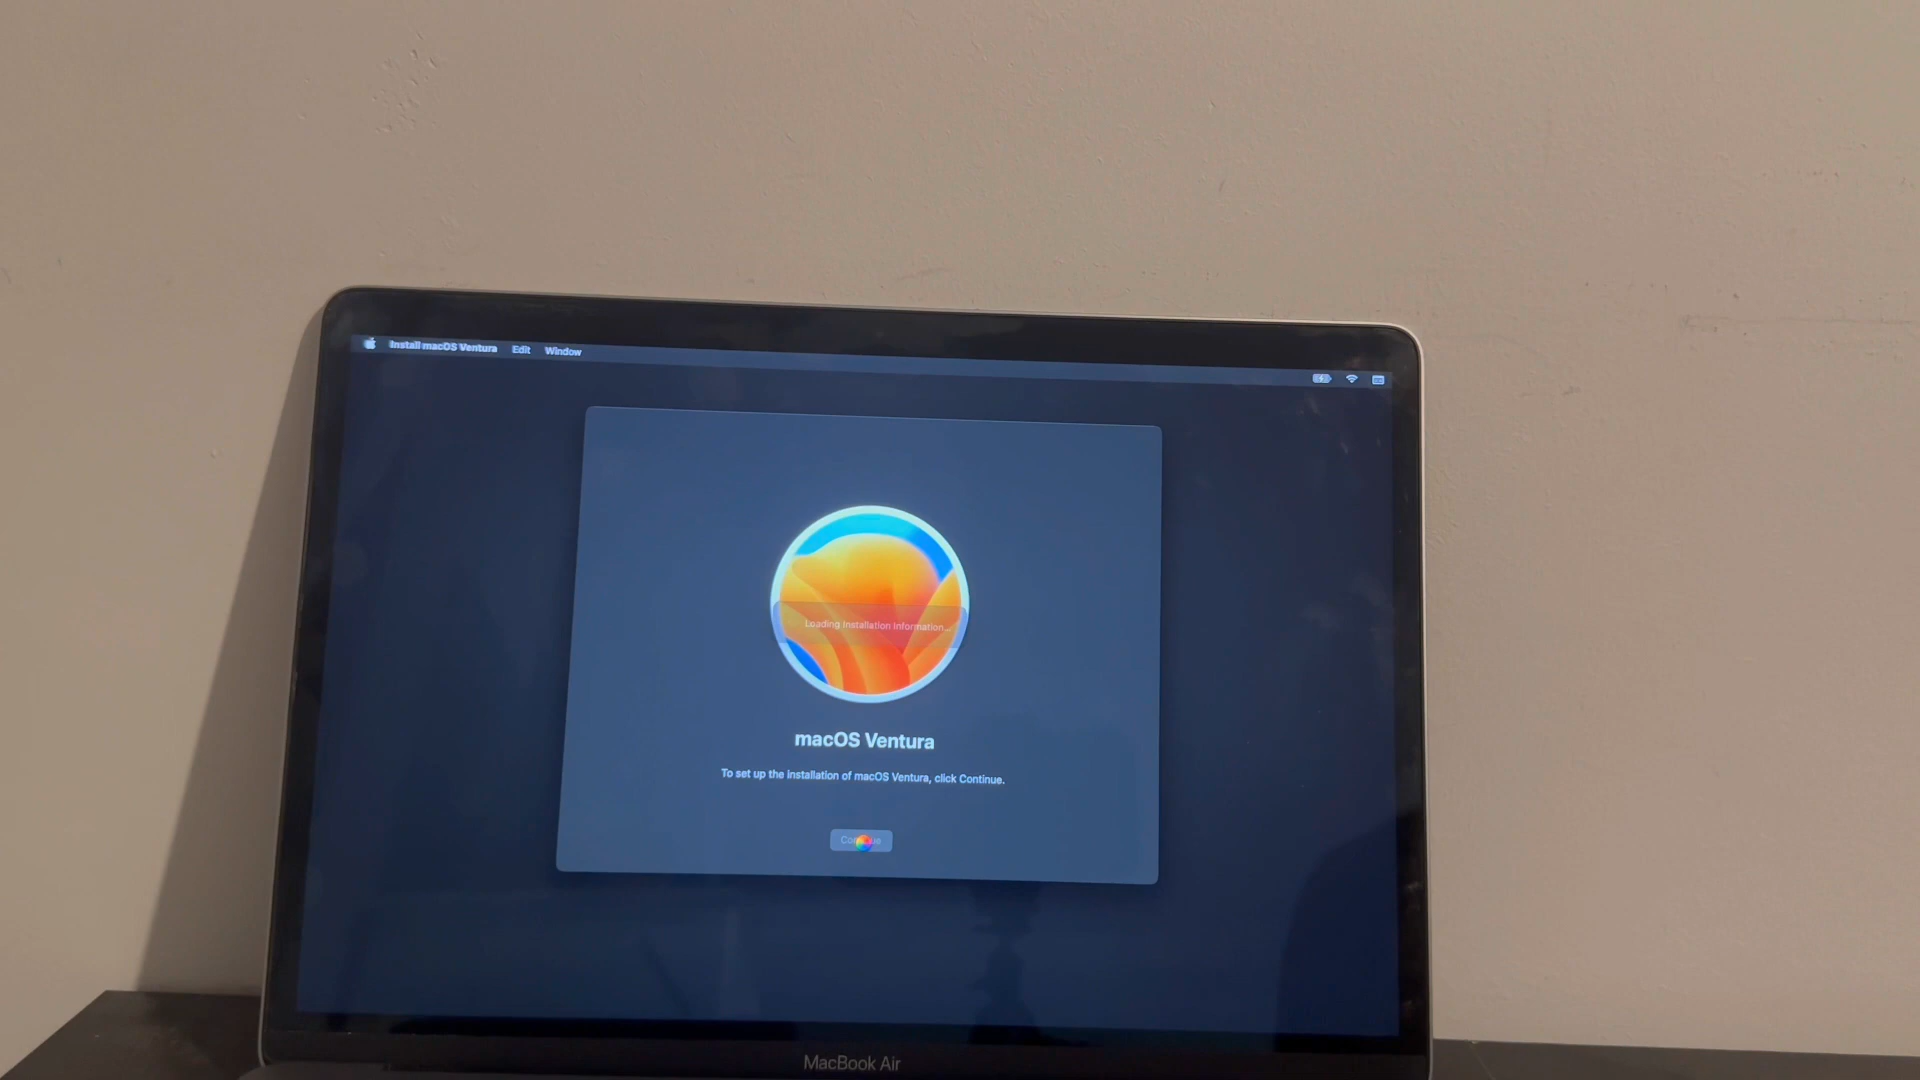 Install macOS Ventura Edit Window
Loading Installation Information...
macOS Ventura
To set up the installation of macOS Ventura, click Continue.
Continue
MacBook Air